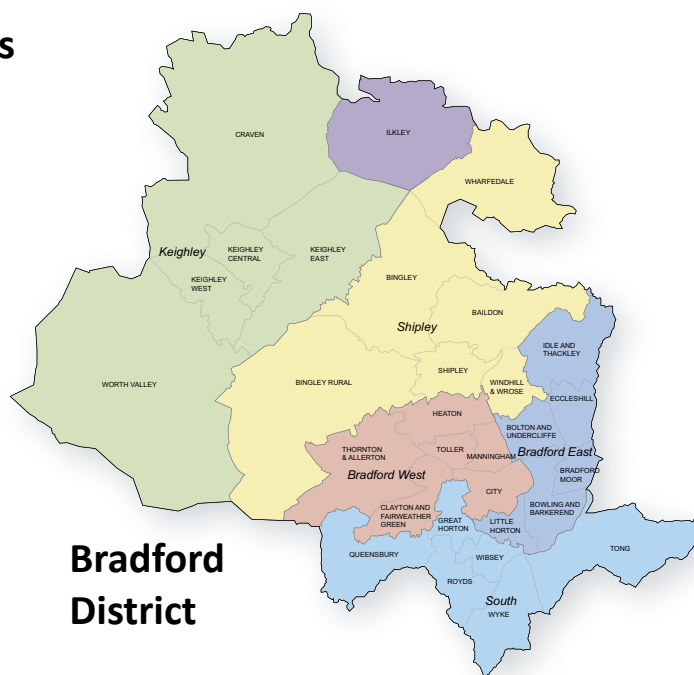 s
CRAVEN
ILKLEY
WHARFEDALE
Keighley
KEIGHLEY
CENTRAL
KEIGHLEY
EAST
KEIGHLEY
WEST
BINGLEY
BAILDON
Shipley
IDLE AND
THACKLEY
SHIPLEY
WORTH VALLEY
BINGLEY RURAL
WINDHILL
& WROSE
ECCLESHILL
HEATON
BOLTON AND
UNDERCLIFFE
THORNTON
& ALLERTON
TOLLER
MANNINGHAM
Bradford East
Bradford West
BRADFORD
MOOR
CITY
CLAYTON AND
FAIRWEATHER
GREEN
BOWLING AND
BARKEREND
GREAT
HORTON
LITTLE
HORTON
QUEENSBURY
WIBSEY
TONG
ROYDS
South
WYKE
Bradford
District